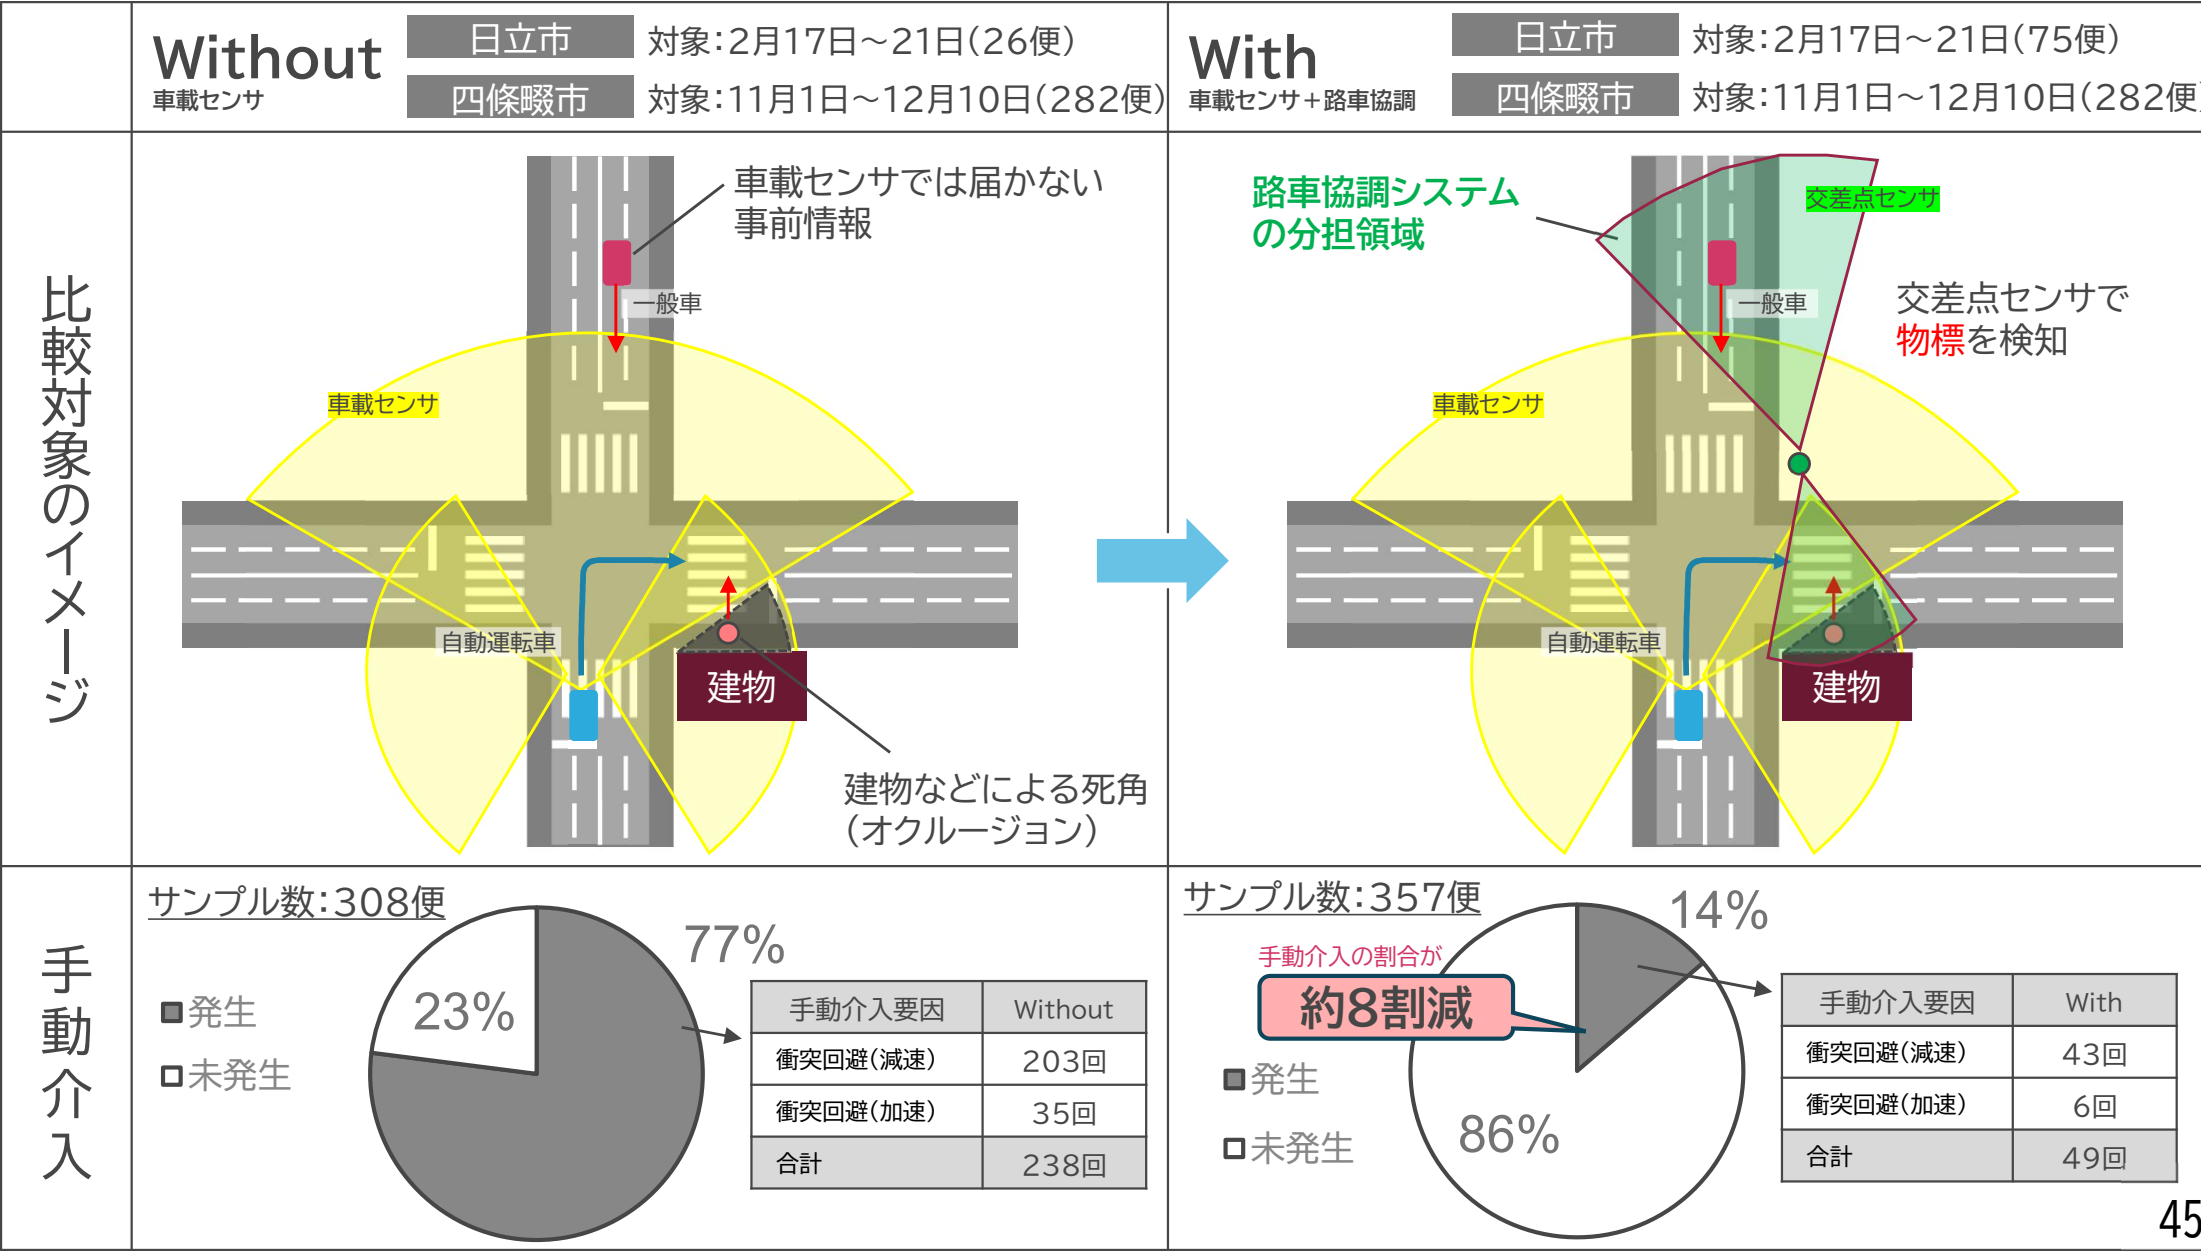 Without
車載センサ
日立市
対象：2月17日～21日（26便）
四條畷市
対象：11月1日～12月10日（282便）
With
車載センサ＋路車協調
日立市
対象：2月17日～21日（75便）
四條畷市
対象：11月1日～12月10日（282便）
比較対象のイメージ
車載センサでは届かない
事前情報
一般車
車載センサ
自動運転車
建物
建物などによる死角
（オクルージョン）
路車協調システム
の分担領域
交差点センサ
一般車
交差点センサで
物標を検知
車載センサ
自動運転車
建物
手動介入
サンプル数：308便
77%
23%
発生
未発生
手動介入要因 Without
衝突回避（減速） 203回
衝突回避（加速） 35回
合計 238回
サンプル数：357便
14%
手動介入の割合が
約8割減
発生
未発生
86%
手動介入要因 With
衝突回避（減速） 43回
衝突回避（加速） 6回
合計 49回
45